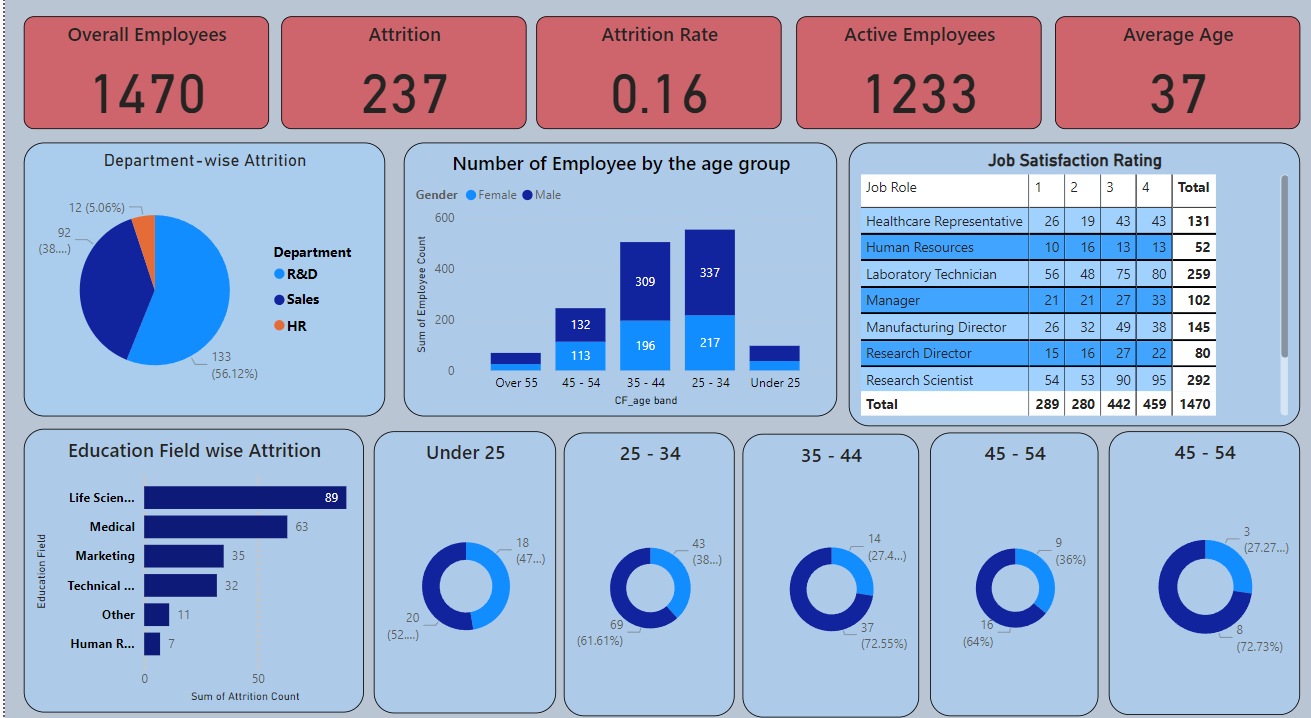 Overall Employees
1470
Attrition
237
Attrition Rate
0.16
Active Employees
1233
Average Age
37
Department-wise Attrition
12 (5.06%)
92
(38....)
133
(56.12%)
Department
R&D
Sales
HR
Number of Employee by the age group
Gender Female Male
600
400
200
0
Sum of Employee Count
132
113
309
196
337
217
Over 55 45 - 54 35 - 44 25 - 34 Under 25
CF_age band
Job Satisfaction Rating
Job Role 1 2 3 4 Total
Healthcare Representative 26 19 43 43 131
Human Resources 10 16 13 13 52
Laboratory Technician 56 48 75 80 259
Manager 21 21 27 33 102
Manufacturing Director 26 32 49 38 145
Research Director 15 16 27 22 80
Research Scientist 54 53 90 95 292
Total 289 280 442 459 1470
Education Field wise Attrition
Education Field
Life Scien... 89
Medical 63
Marketing 35
Technical ... 32
Other 11
Human R... 7
0 50
Sum of Attrition Count
Under 25
18
(47...)
20
(52....)
25 - 34
43
(38...)
69
(61.61%)
35 - 44
14
(27.4...)
37
(72.55%)
45 - 54
9
(36%)
16
(64%)
45 - 54
3
(27.27...)
8
(72.73%)